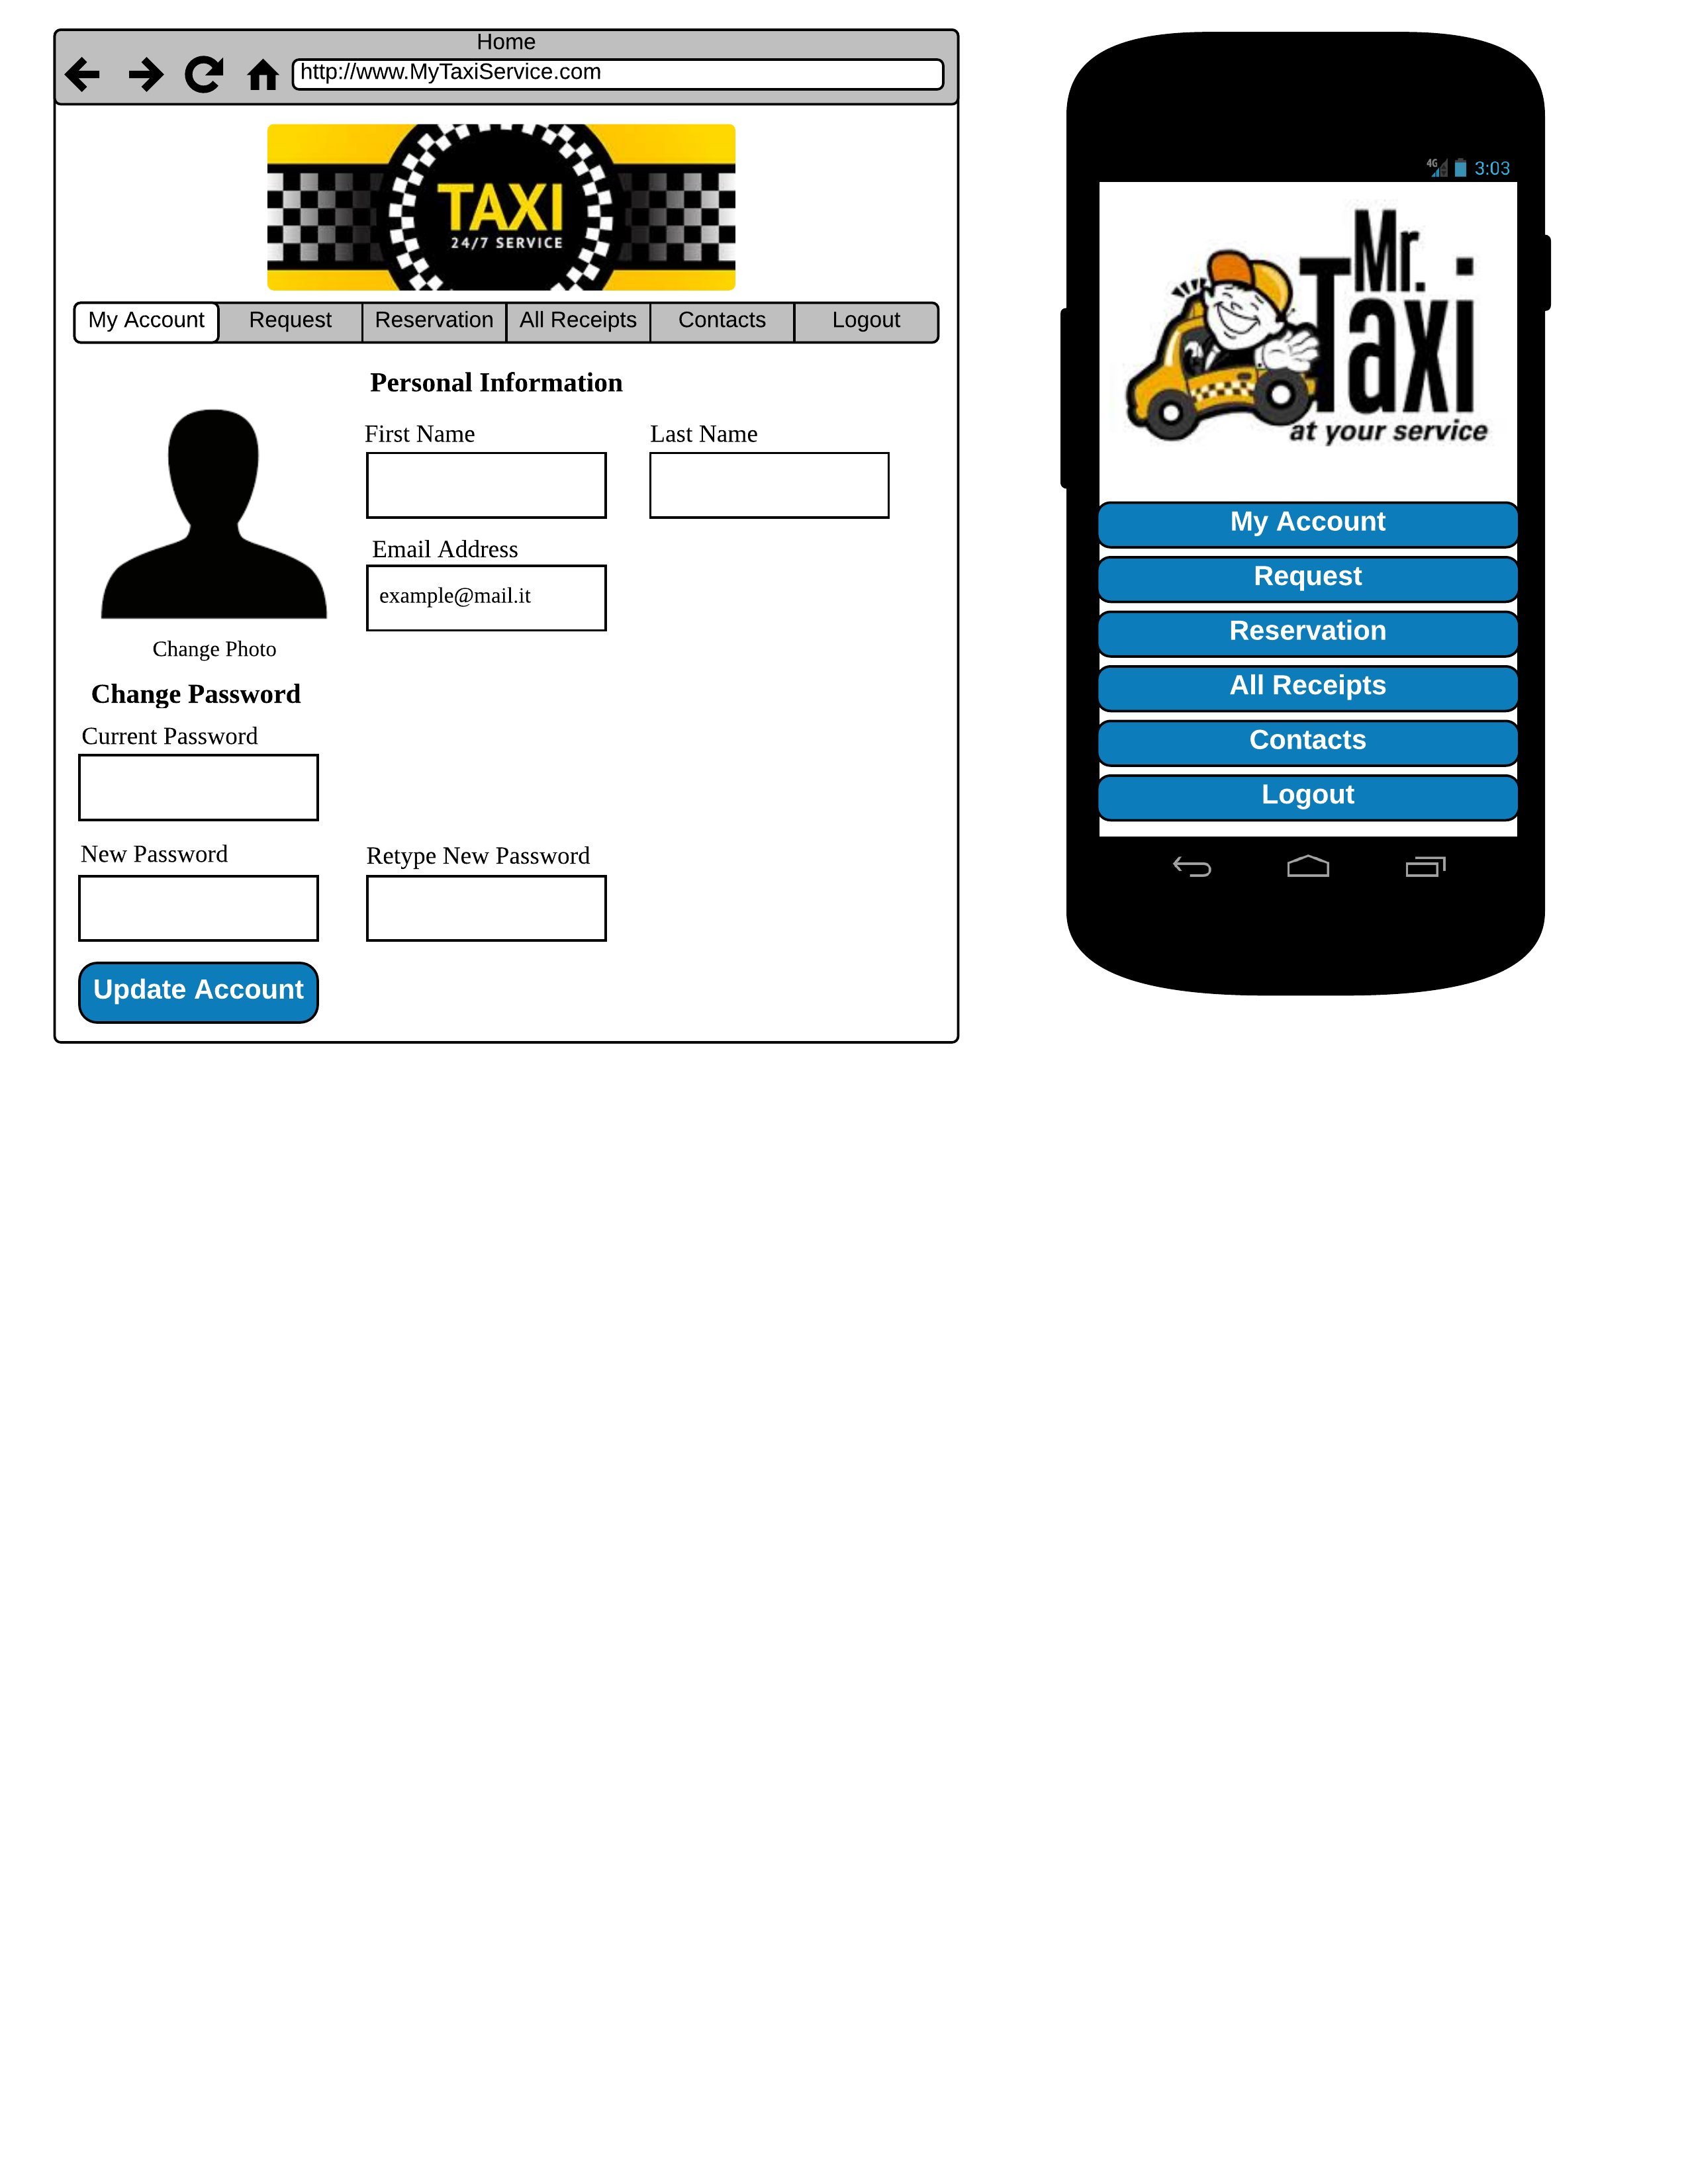 Home
http://www.MyTaxiService.com
TAXI
24/7 SERVICE
My Account Request Reservation All Receipts Contacts Logout
Personal Information
First Name Last Name
Email Address
example@mail.it
Change Photo
Change Password
Current Password
New Password Retype New Password
Update Account
4G 3:03
Mr.
Taxi
at your service
My Account
Request
Reservation
All Receipts
Contacts
Logout